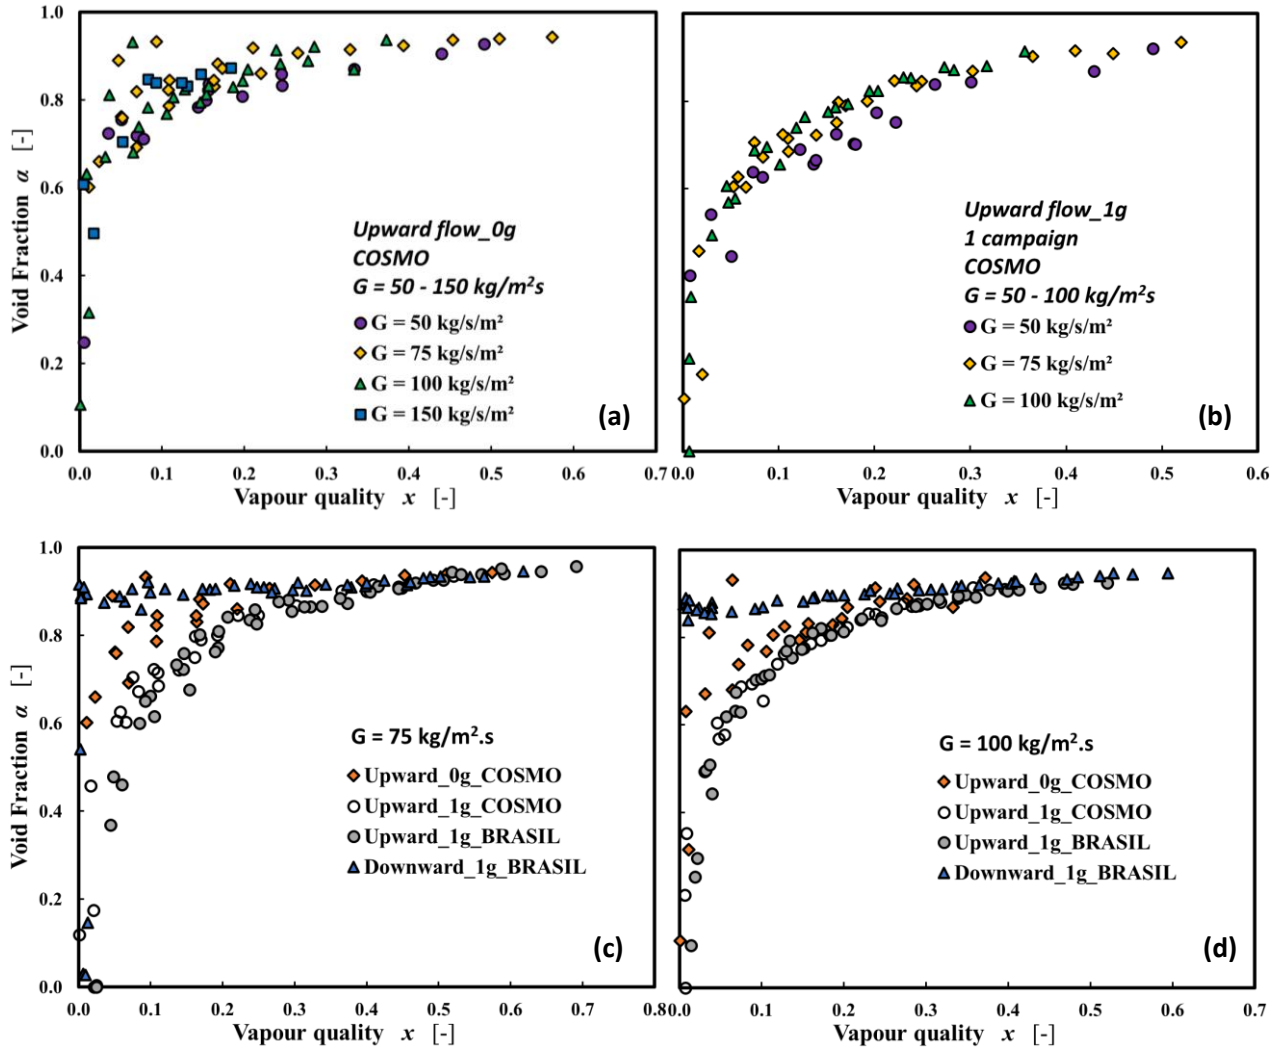 1.0
0.8
0.6
0.4
0.2
0.0
Void Fraction α [-]
Upward flow_0g
COSMO
G = 50 - 150 kg/m²s
G = 50 kg/s/m²
G = 75 kg/s/m²
G = 100 kg/s/m²
G = 150 kg/s/m²
(a)
0.0 0.1 0.2 0.3 0.4 0.5 0.6 0.7
Vapour quality x [-]
Upward flow_1g
1 campaign
COSMO
G = 50 - 100 kg/m²s
G = 50 kg/s/m²
G = 75 kg/s/m²
G = 100 kg/s/m²
(b)
0.0 0.1 0.2 0.3 0.4 0.5 0.6
Vapour quality x [-]
1.0
0.8
0.6
0.4
0.2
0.0
Void Fraction α [-]
G = 75 kg/m².s
Upward_0g_COSMO
Upward_1g_COSMO
Upward_1g_BRASIL
Downward_1g_BRASIL
(c)
0.0 0.1 0.2 0.3 0.4 0.5 0.6 0.7 0.8
Vapour quality x [-]
G = 100 kg/m².s
Upward_0g_COSMO
Upward_1g_COSMO
Upward_1g_BRASIL
Downward_1g_BRASIL
(d)
0.0 0.1 0.2 0.3 0.4 0.5 0.6 0.7
Vapour quality x [-]